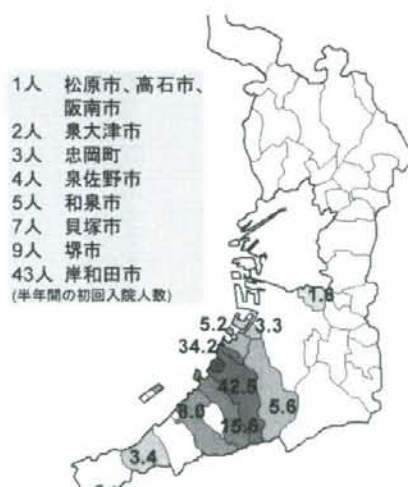 1人 松原市、高石市、
阪南市
2人 泉大津市
3人 忠岡町
4人 泉佐野市
5人 和泉市
7人 貝塚市
9人 堺市
43人 岸和田市
(半年間の初回入院人数)
1.6
5.2
3.3
34.2
42.5
8.0
5.6
15.6
3.4